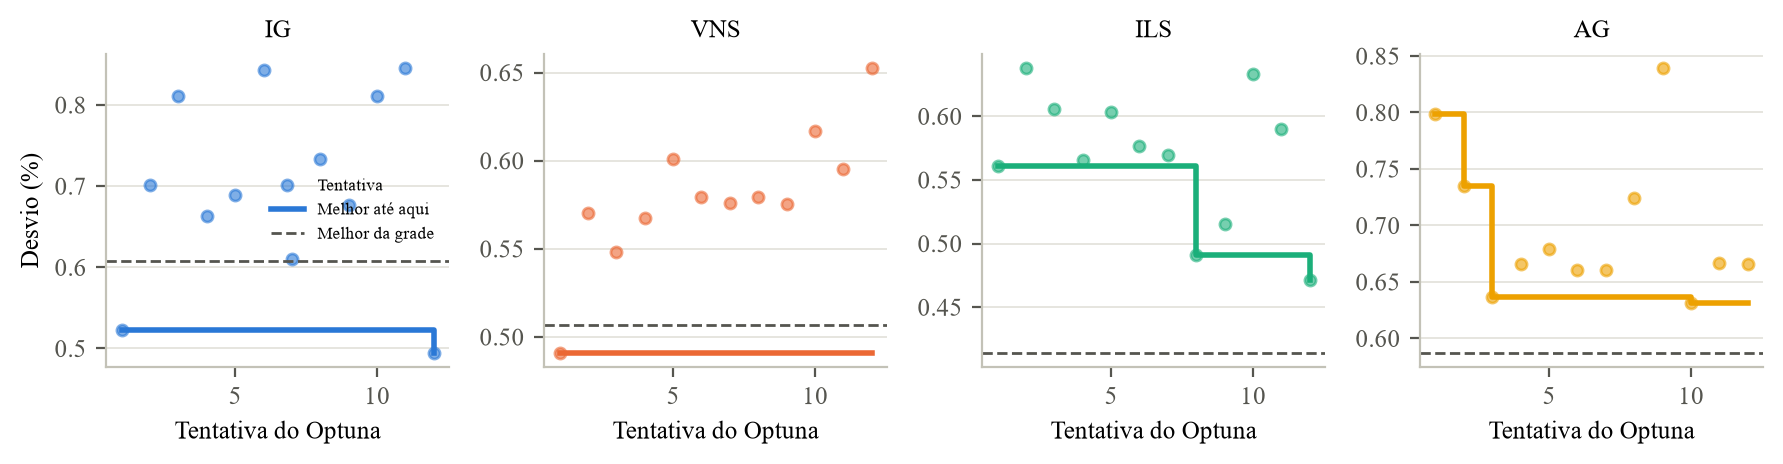 IG
VNS
ILS
AG
Desvio (%)
0.8
0.7
0.6
0.5
Tentativa
Melhor até aqui
Melhor da grade
5
10
Tentativa do Optuna
0.65
0.60
0.55
0.50
5
10
Tentativa do Optuna
0.60
0.55
0.50
0.45
5
10
Tentativa do Optuna
0.85
0.80
0.75
0.70
0.65
0.60
5
10
Tentativa do Optuna